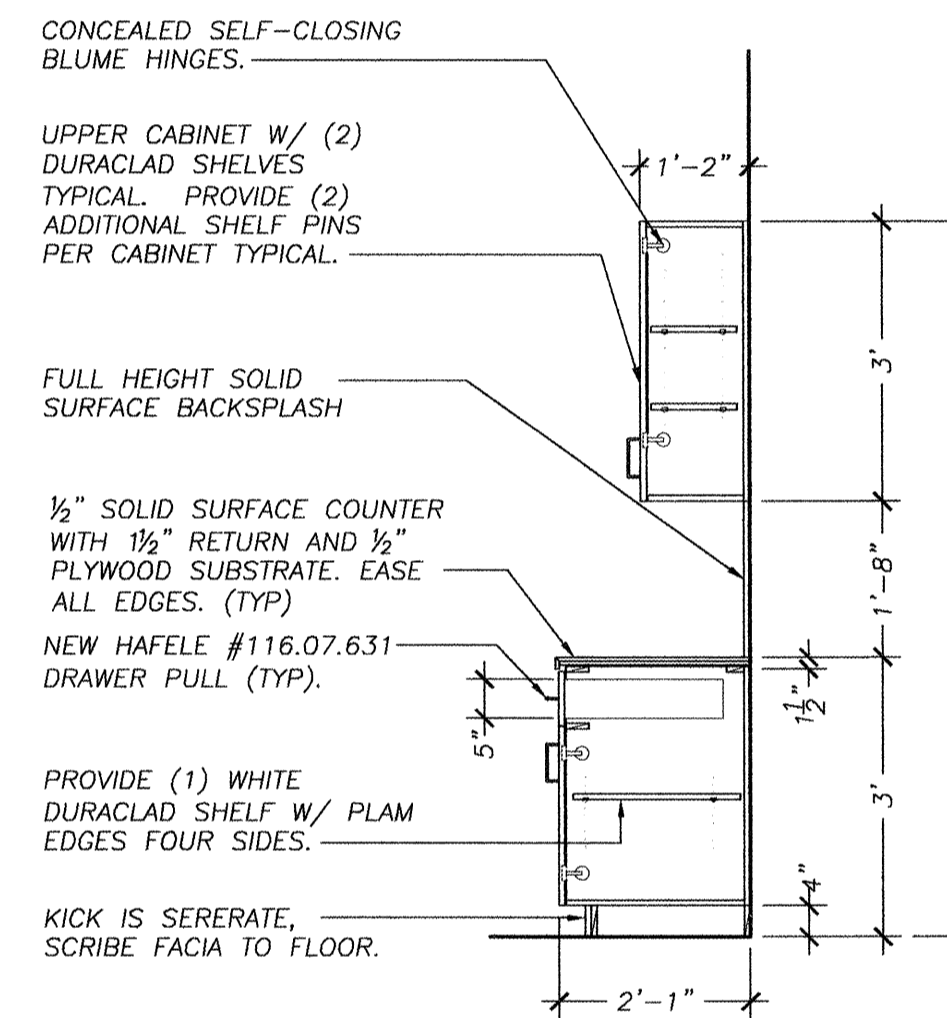 CONCEALED SELF-CLOSING
BLUME HINGES.
UPPER CABINET W/ (2)
DURACLAD SHELVES
TYPICAL. PROVIDE (2)
ADDITIONAL SHELF PINS
PER CABINET TYPICAL.
FULL HEIGHT SOLID
SURFACE BACKSPLASH
½" SOLID SURFACE COUNTER
WITH 1½" RETURN AND ½"
PLYWOOD SUBSTRATE. EASE
ALL EDGES. (TYP)
NEW HAFELE #116.07.631
DRAWER PULL (TYP).
PROVIDE (1) WHITE
DURACLAD SHELF W/ PLAM
EDGES FOUR SIDES.
KICK IS SERERATE,
SCRIBE FACIA TO FLOOR.
1'-2"
3'
1'-8"
1½"
5"
3'
4"
2'-1"